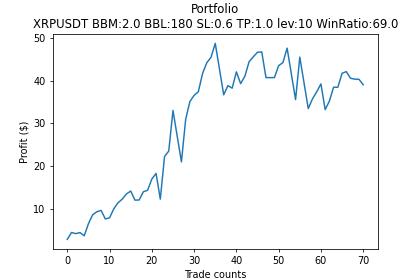 Portfolio
XRPUSDT BBM:2.0 BBL:180 SL:0.6 TP:1.0 lev:10 WinRatio:69.0
50
40
30
20
10
Profit ($)
0 10 20 30 40 50 60 70
Trade counts